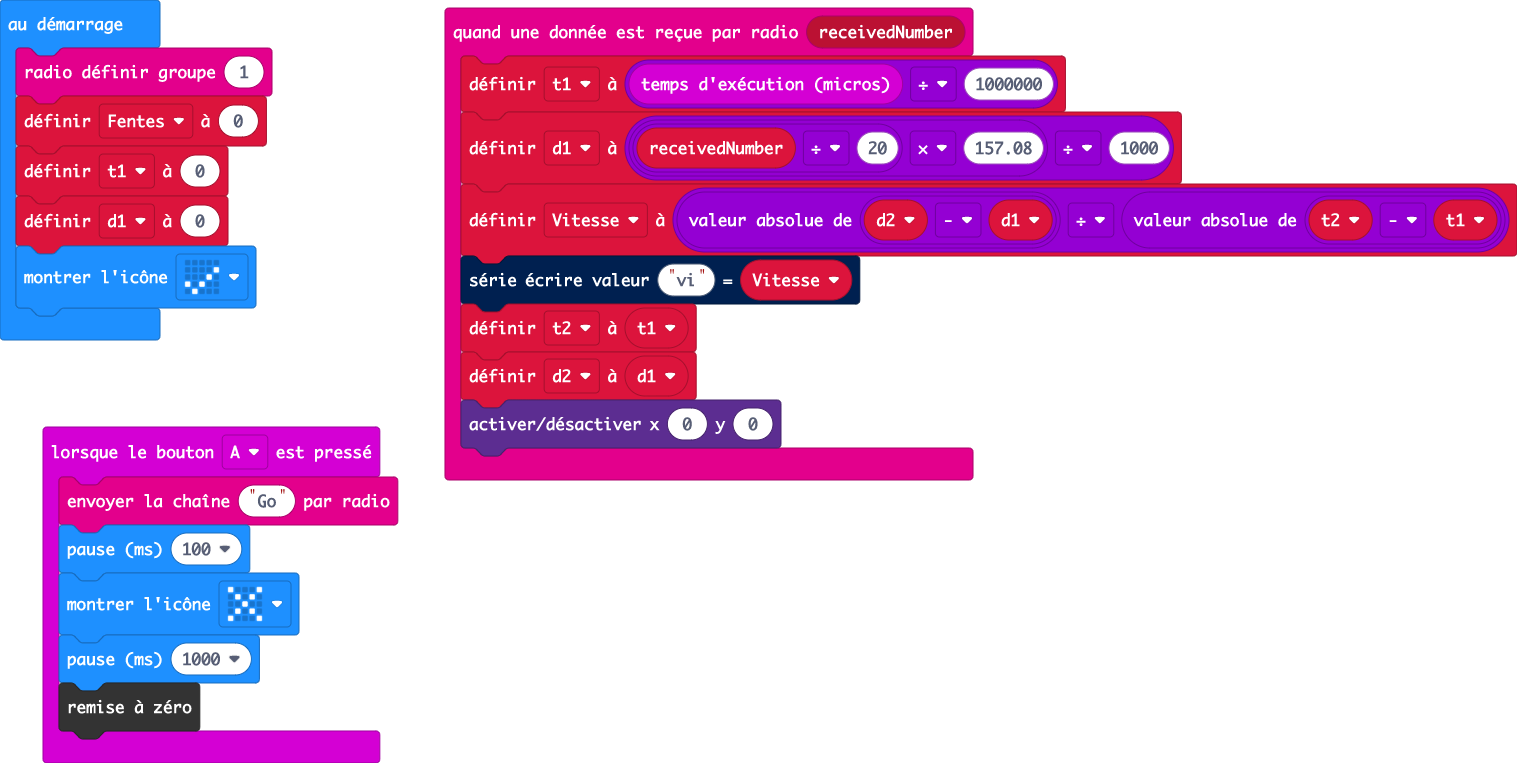 au démarrage
radio définir groupe 1
définir Fentes à 0
définir t1 à 0
définir d1 à 0
montrer l'icône
quand une donnée est reçue par radio receivedNumber
définir t1 à temps d'exécution (micros) ÷ 1000000
définir d1 à receivedNumber ÷ 20 × 157.08 ÷ 1000
définir Vitesse à valeur absolue de d2 - d1 ÷ valeur absolue de t2 - t1
série écrire valeur "vi" = Vitesse
définir t2 à t1
définir d2 à d1
activer/désactiver x 0 y 0
lorsque le bouton A est pressé
envoyer la chaîne "Go" par radio
pause (ms) 100
montrer l'icône
pause (ms) 1000
remise à zéro